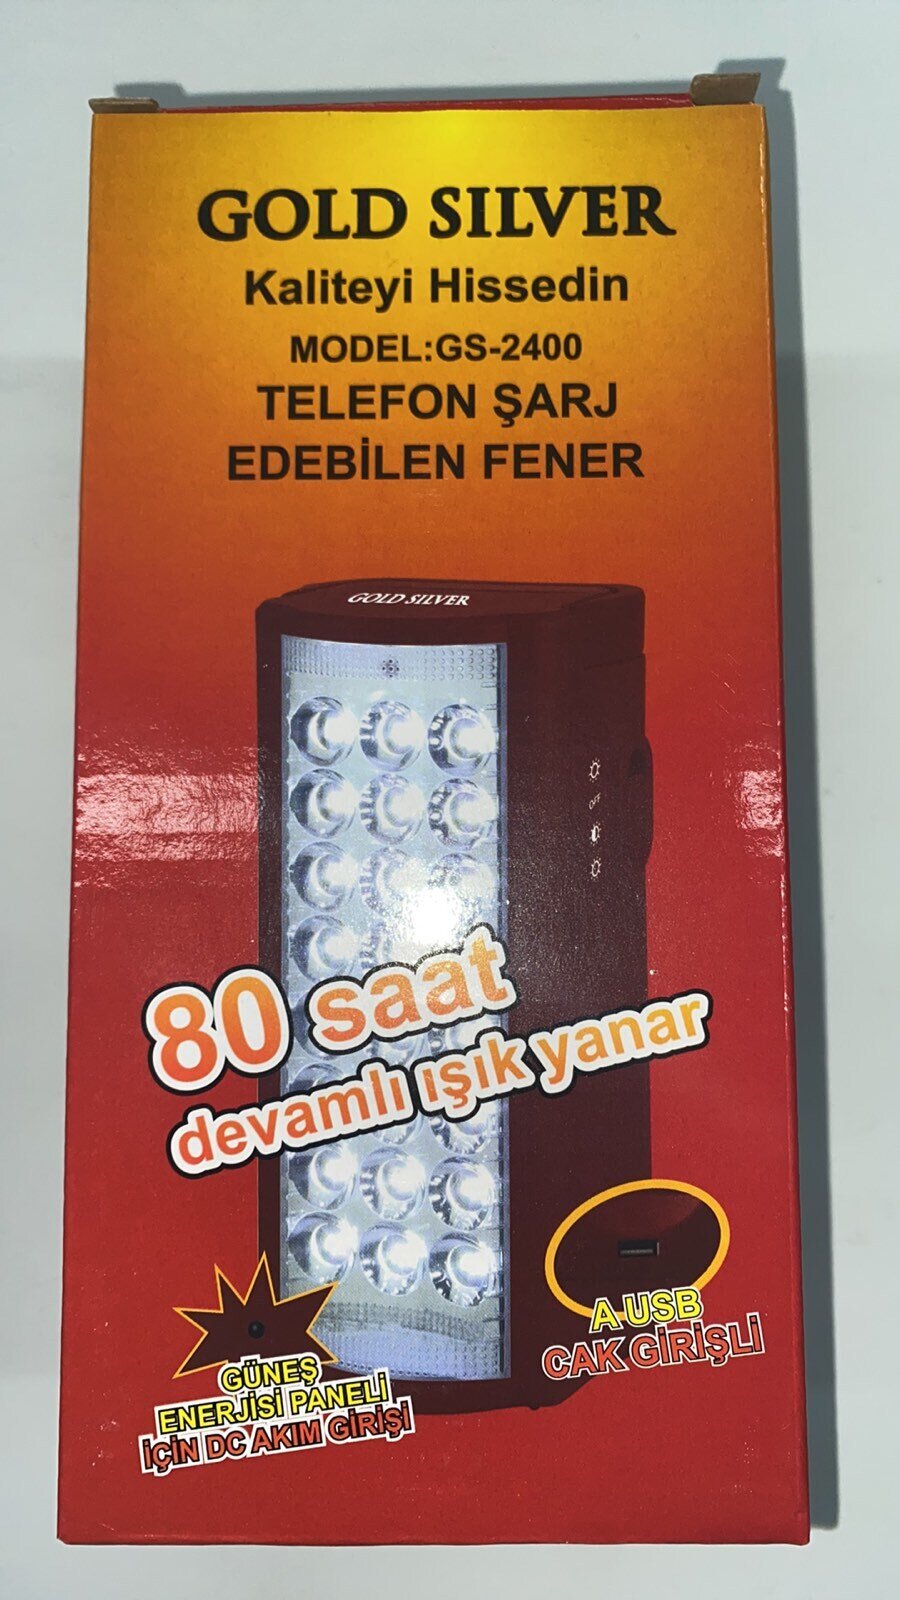 GOLD SILVER
Kaliteyi Hissedin
MODEL:GS-2400
TELEFON ŞARJ
EDEBİLEN FENER
GOLD SILVER
OFF
80 saat
devamlı ışık yanar
A USB
CAK GİRİŞLİ
GÜNEŞ
ENERJİSİ PANELİ
İÇİN DC AKIM GİRİŞİ